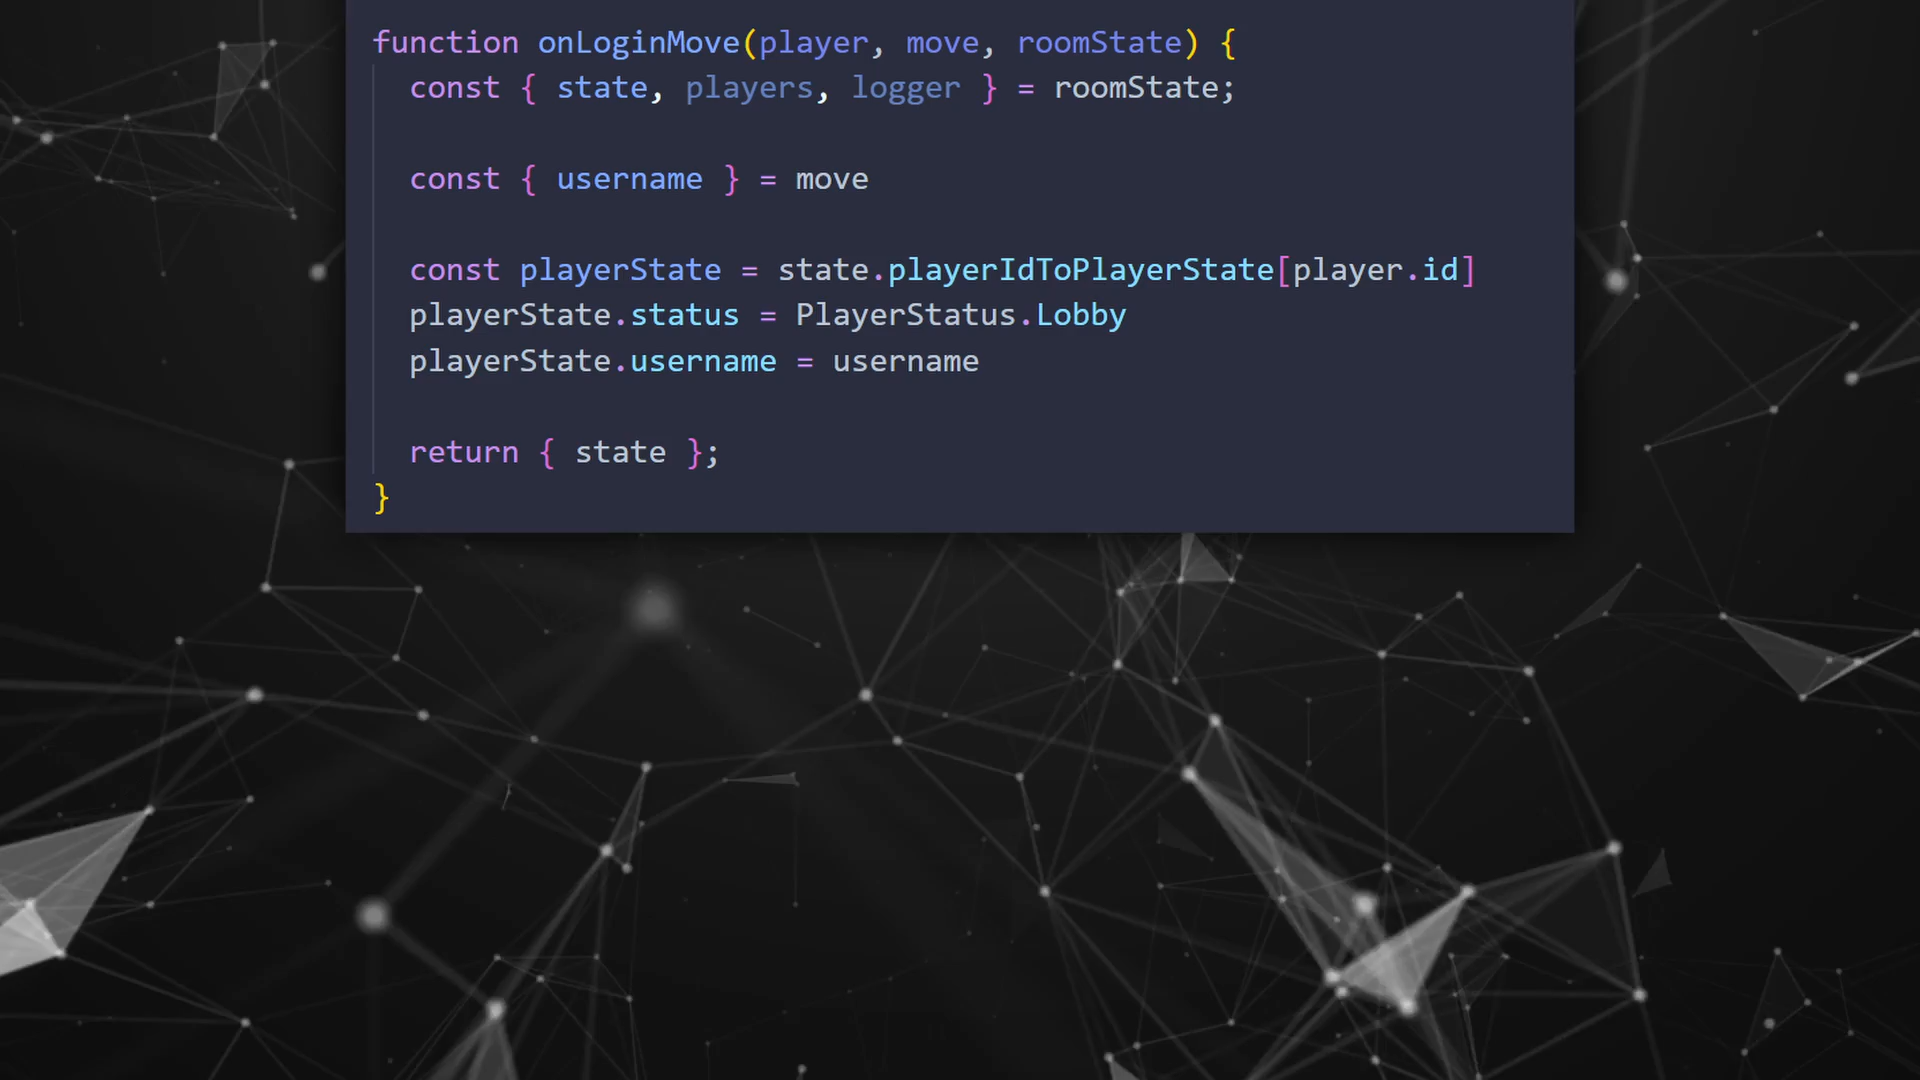 function onLoginMove(player, move, roomState) {
  const { state, players, logger } = roomState;
  const { username } = move
  const playerState = state.playerIdToPlayerState[player.id]
  playerState.status = PlayerStatus.Lobby
  playerState.username = username
  return { state };
}